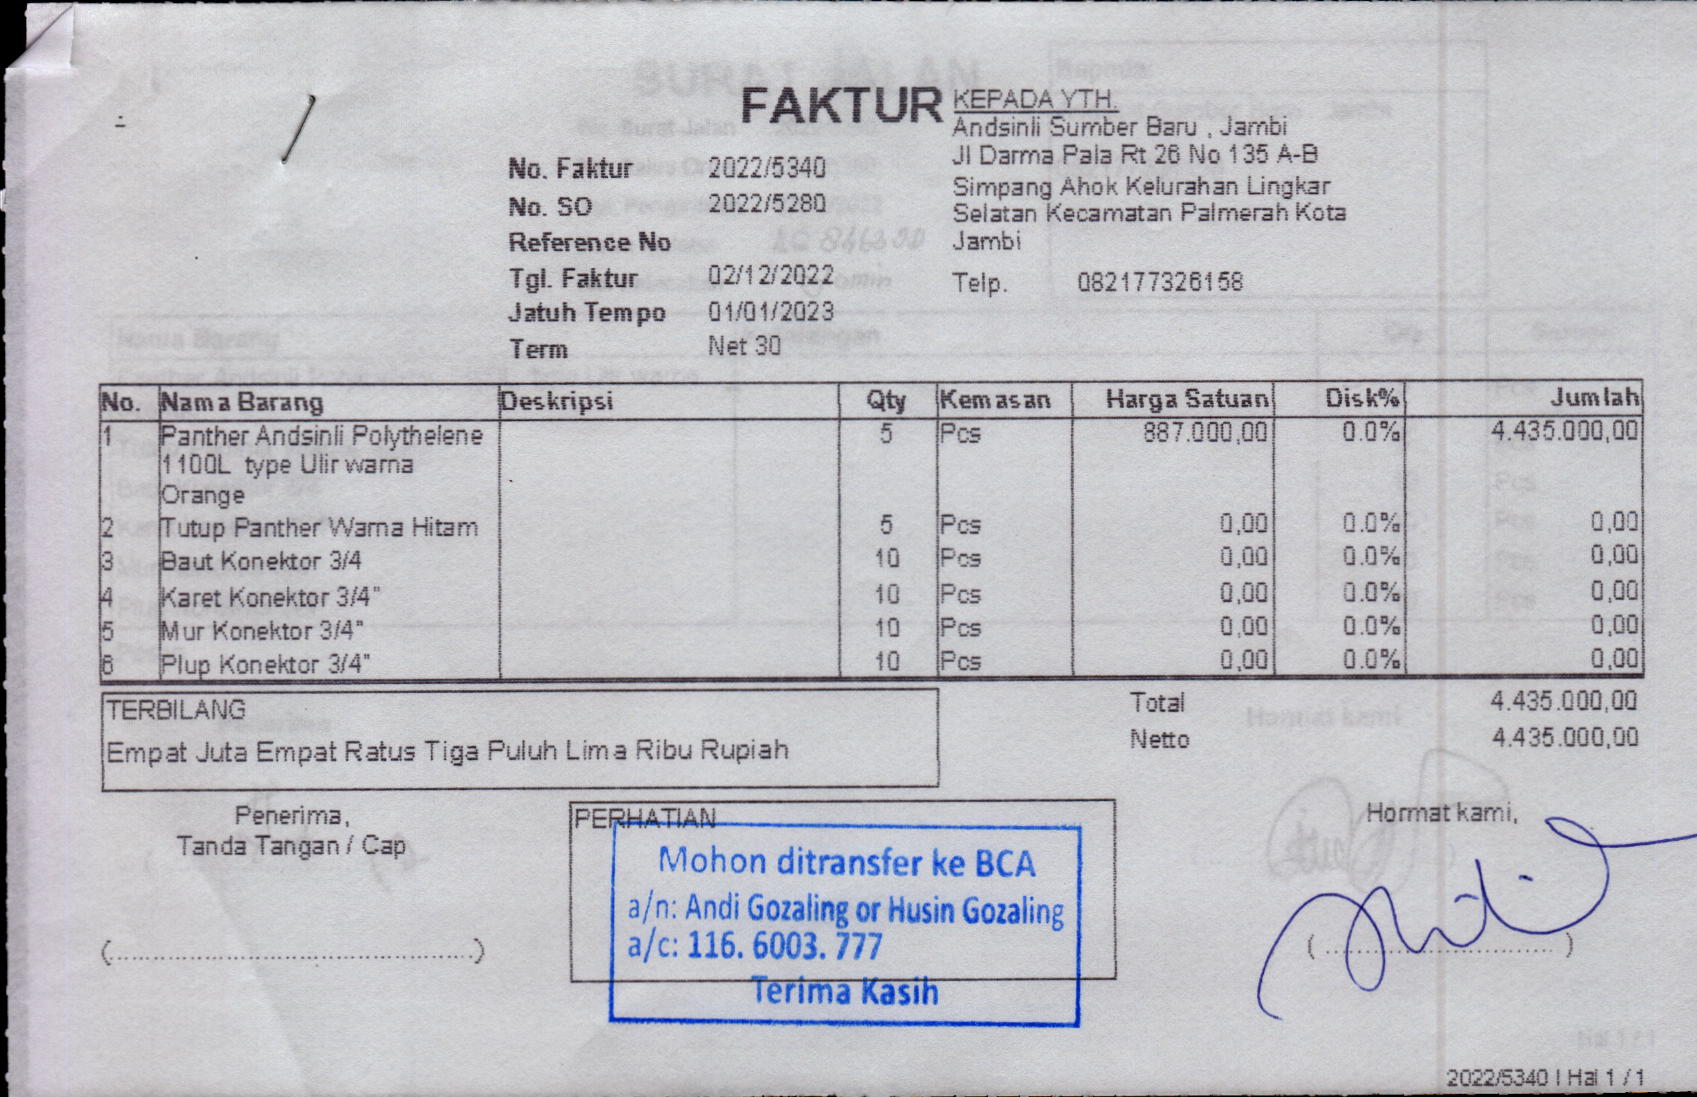 FAKTUR
No. Faktur 2022/5340
No. SO 2022/5280
Reference No
Tgl. Faktur 02/12/2022
Jatuh Tempo 01/01/2023
Term Net 30
KEPADA YTH.
Andsinli Sumber Baru , Jambi
Jl Darma Pala Rt 26 No 135 A-B
Simpang Ahok Kelurahan Lingkar
Selatan Kecamatan Palmerah Kota
Jambi
Telp. 082177326158
No. Nama Barang Deskripsi Qty Kemasan Harga Satuan Disk% Jumlah
1 Panther Andsinli Polythelene 5 Pcs 887.000,00 0.0% 4.435.000,00
1100L type Ulir warna
Orange
2 Tutup Panther Warna Hitam 5 Pcs 0,00 0.0% 0,00
3 Baut Konektor 3/4 10 Pcs 0,00 0.0% 0,00
4 Karet Konektor 3/4" 10 Pcs 0,00 0.0% 0,00
5 Mur Konektor 3/4" 10 Pcs 0,00 0.0% 0,00
6 Plup Konektor 3/4" 10 Pcs 0,00 0.0% 0,00
TERBILANG
Empat Juta Empat Ratus Tiga Puluh Lima Ribu Rupiah
Total 4.435.000,00
Netto 4.435.000,00
Penerima,
Tanda Tangan / Cap
(..................................................)
PERHATIAN
Mohon ditransfer ke BCA
a/n: Andi Gozaling or Husin Gozaling
a/c: 116. 6003. 777
Terima Kasih
Hormat kami,
(................................)
2022/5340 | Hal 1 / 1